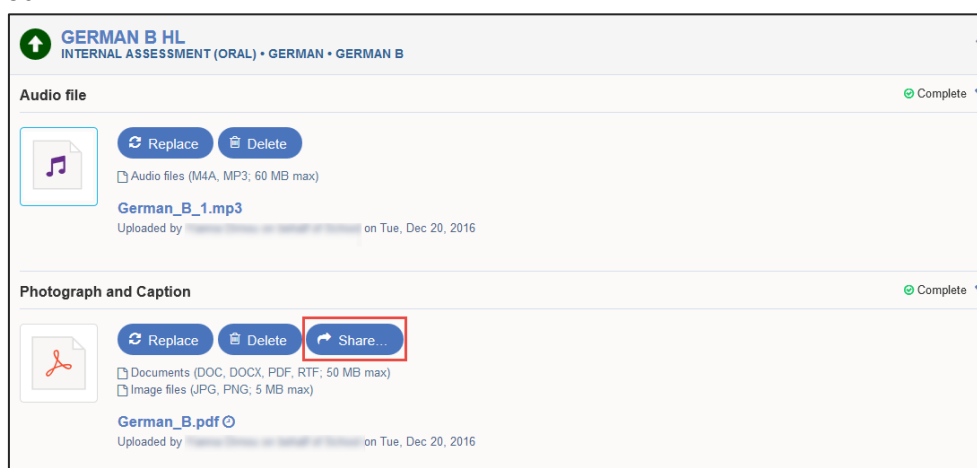 GERMAN B HL
INTERNAL ASSESSMENT (ORAL) • GERMAN • GERMAN B
Audio file
Complete
Replace Delete
Audio files (M4A, MP3; 60 MB max)
German_B_1.mp3
Uploaded by on Tue, Dec 20, 2016
Photograph and Caption
Complete
Replace Delete Share...
Documents (DOC, DOCX, PDF, RTF; 50 MB max)
Image files (JPG, PNG; 5 MB max)
German_B.pdf
Uploaded by on Tue, Dec 20, 2016